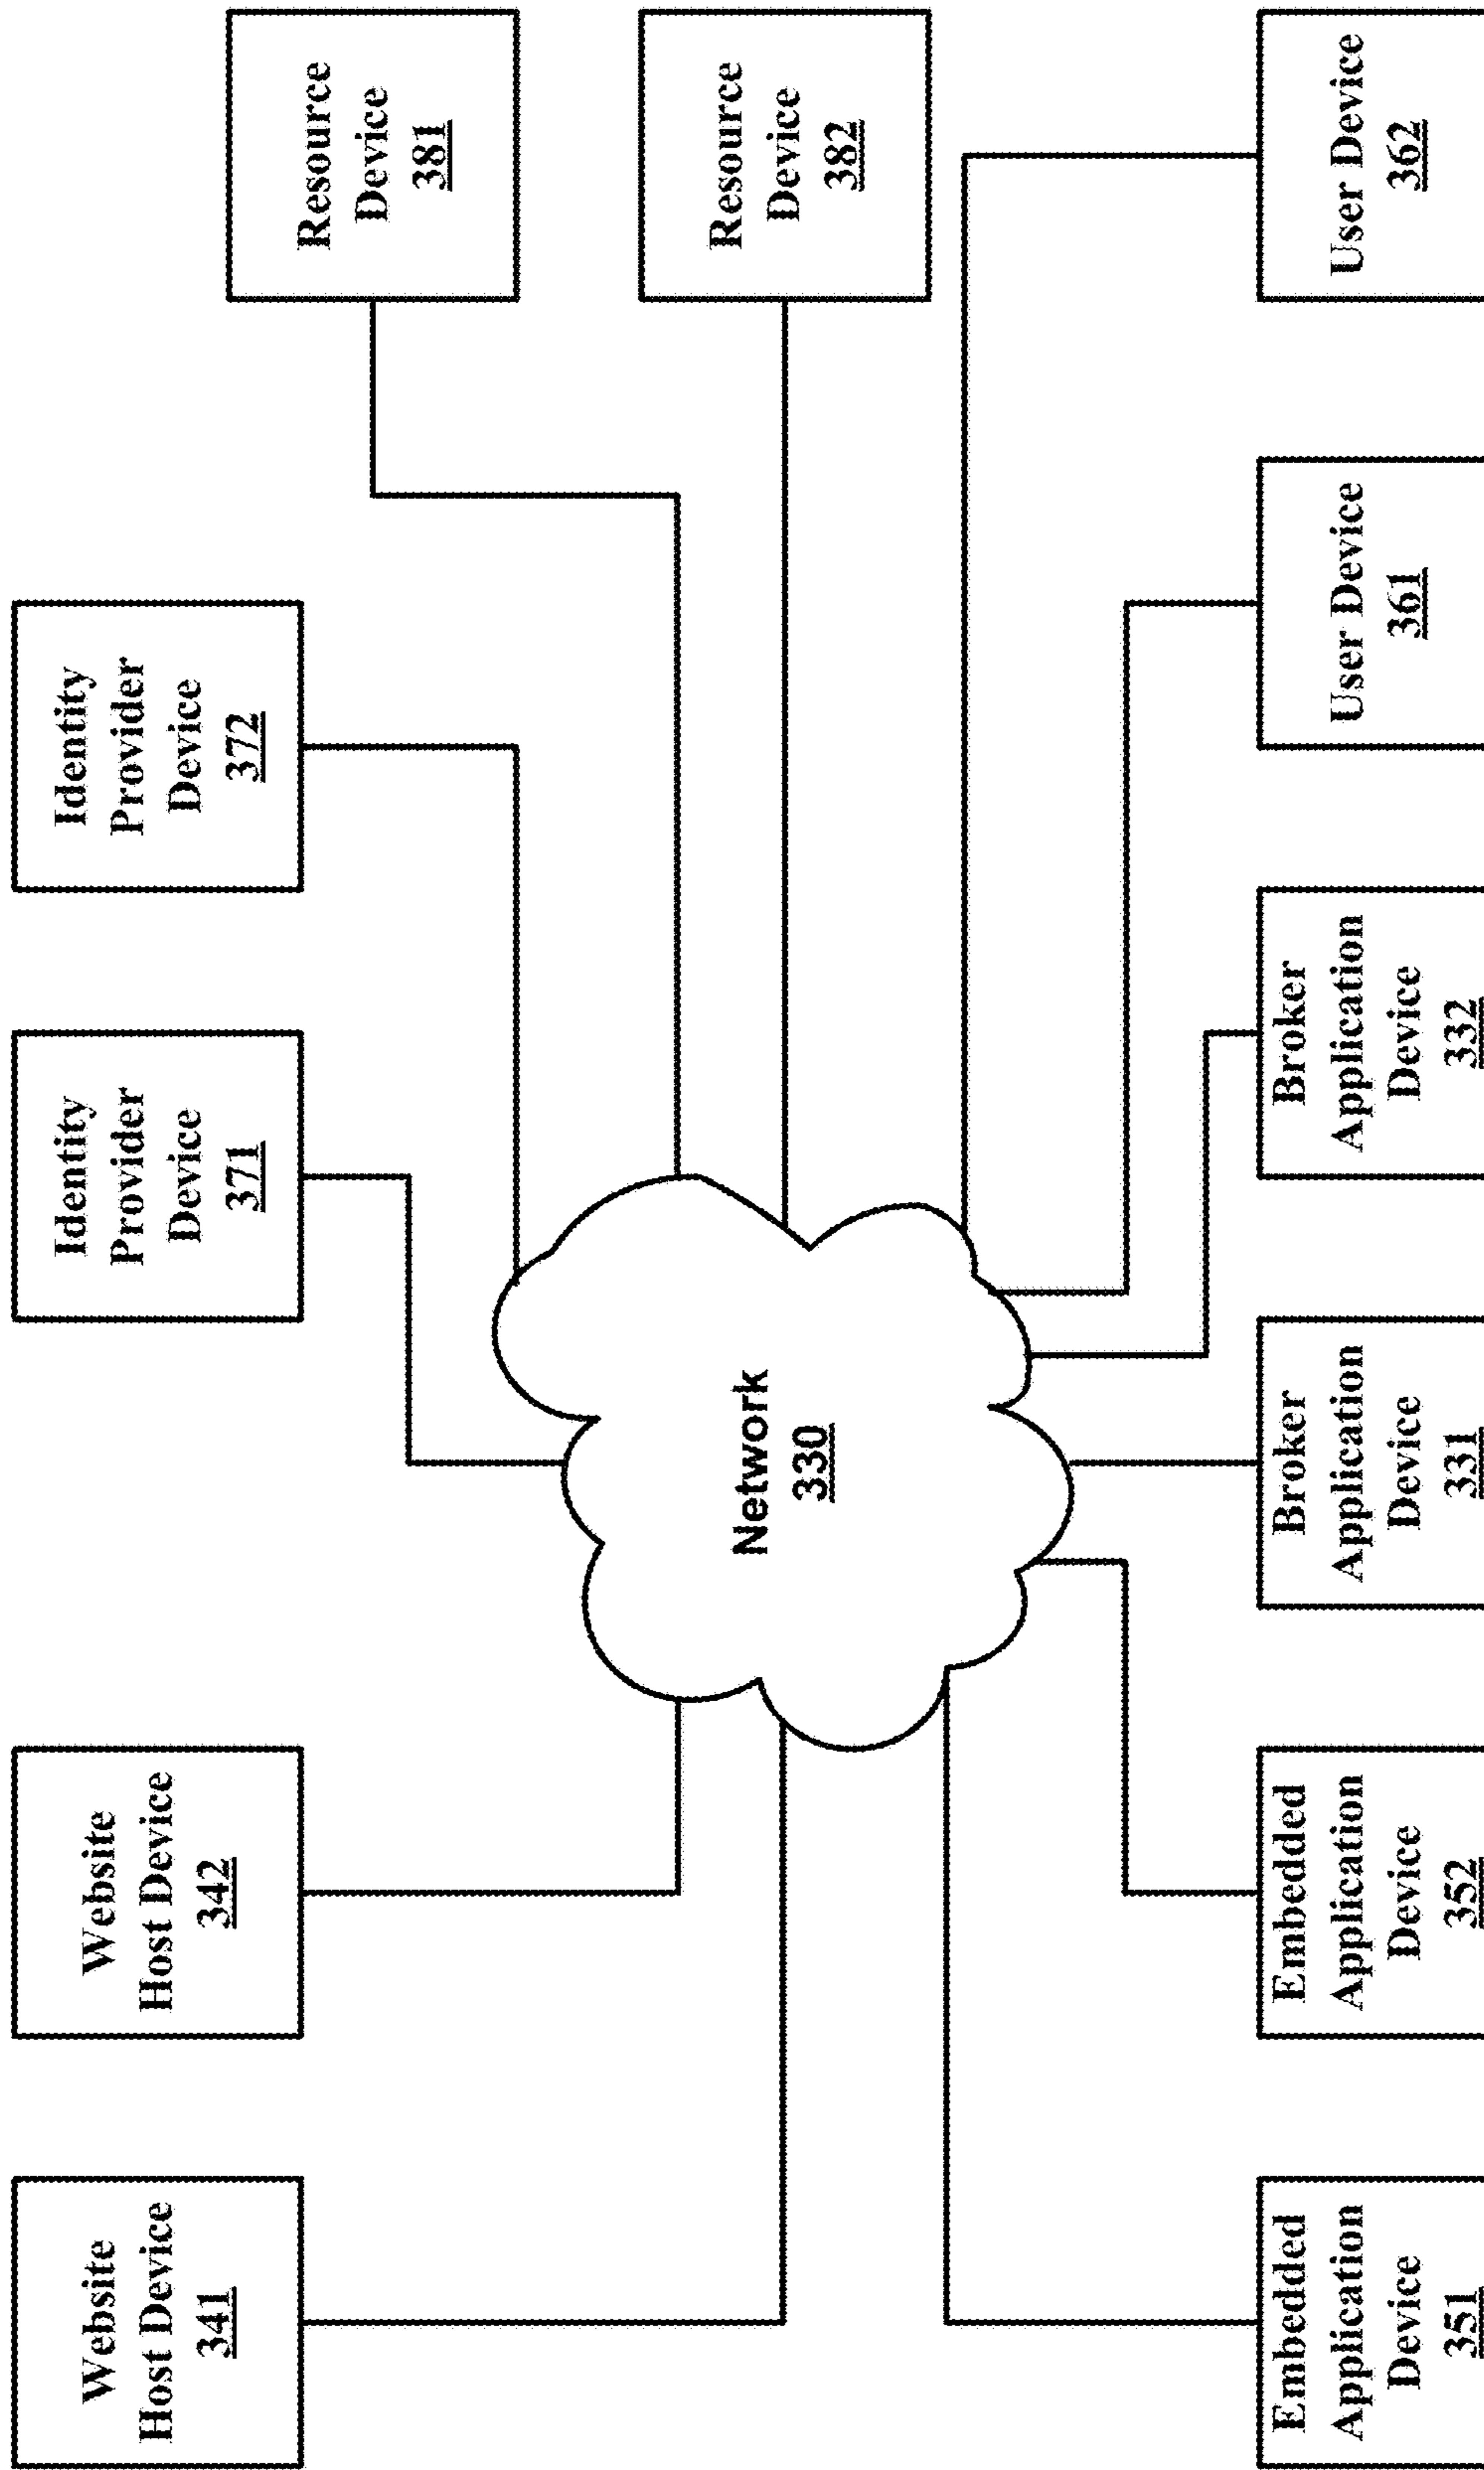 Website
Host Device
341
Website
Host Device
342
Identity
Provider
Device
371
Identity
Provider
Device
372
Resource
Device
381
Resource
Device
382
Network
330
Embedded
Application
Device
351
Embedded
Application
Device
352
Broker
Application
Device
331
Broker
Application
Device
332
User Device
361
User Device
362